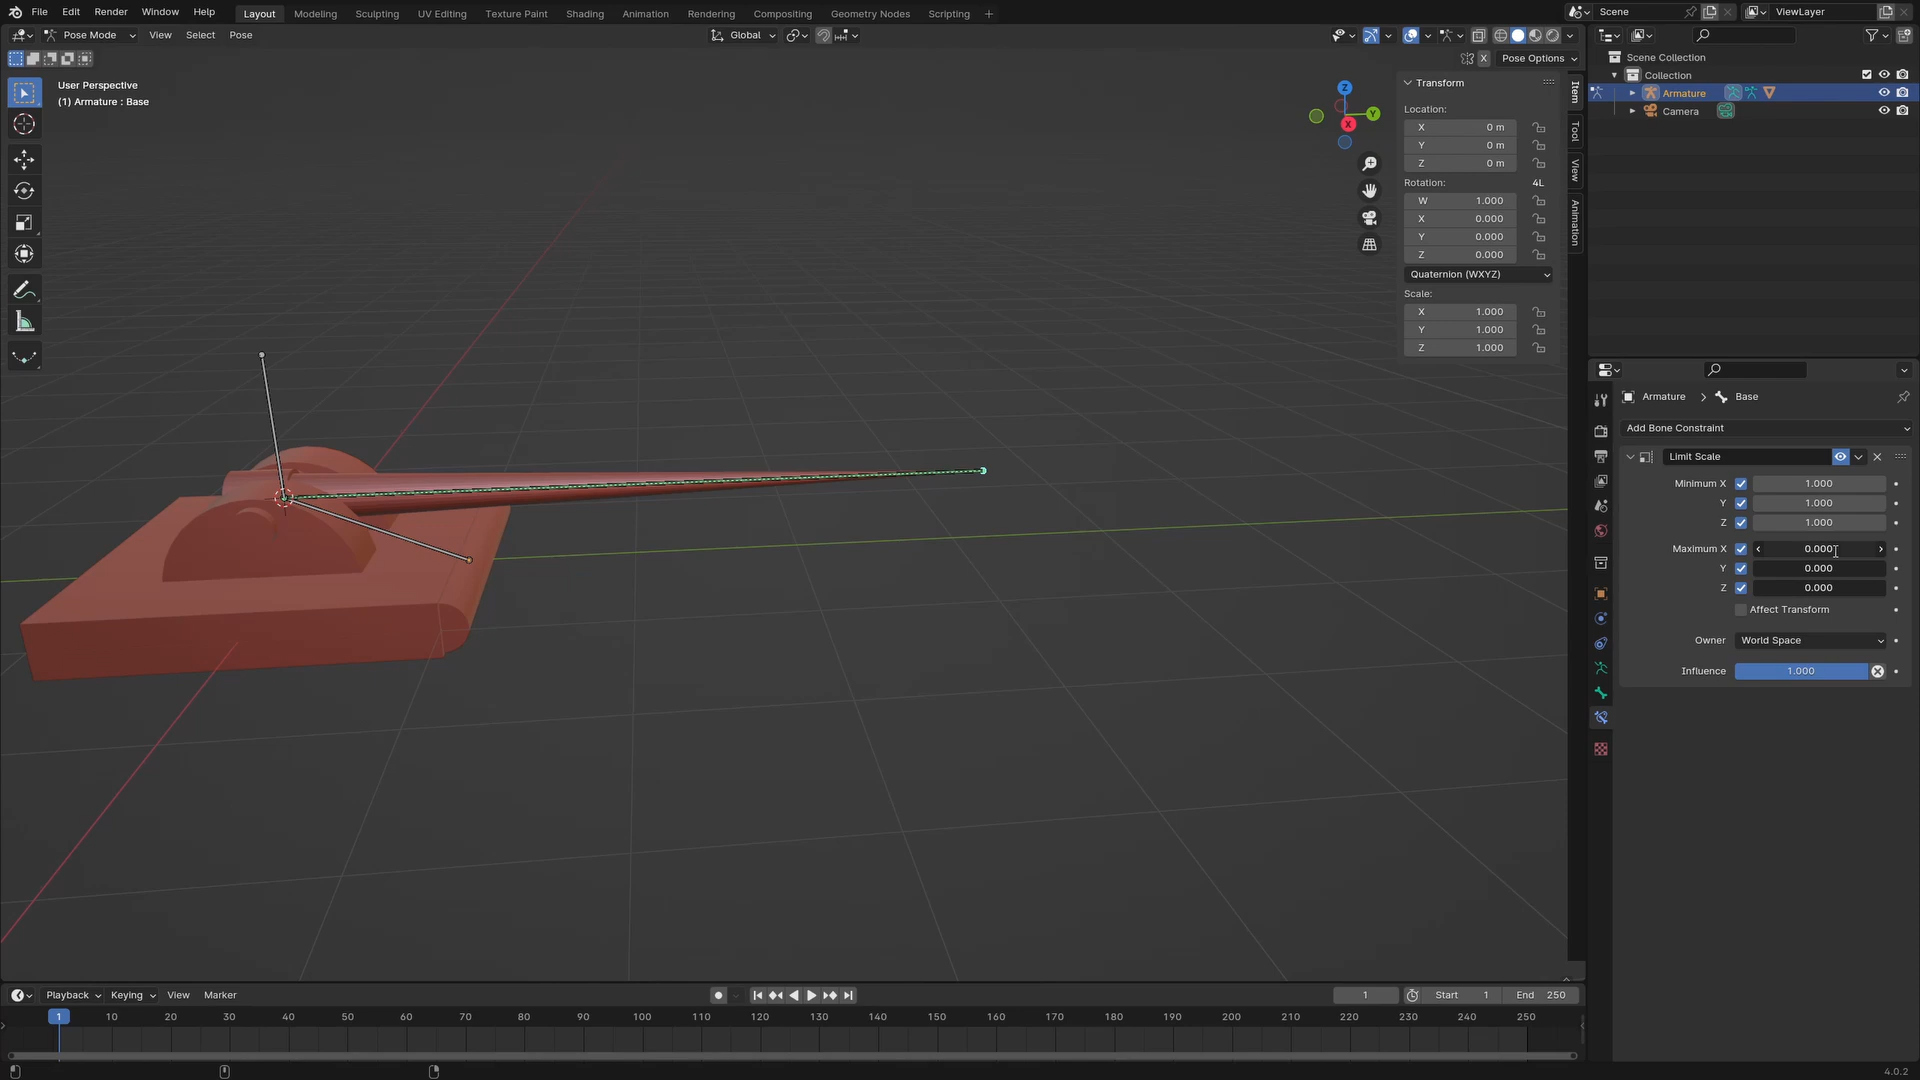 File Edit Render Window Help Layout Modeling Sculpting UV Editing Texture Paint Shading Animation Rendering Compositing Geometry Nodes Scripting + Scene ViewLayer
Pose Mode View Select Pose Global
X Pose Options
User Perspective
(1) Armature : Base
Z
Y
X
Transform
Location:
X 0 m
Y 0 m
Z 0 m
Rotation: 4L
W 1.000
X 0.000
Y 0.000
Z 0.000
Quaternion (WXYZ)
Scale:
X 1.000
Y 1.000
Z 1.000
Item
Tool
View
Animation
Scene Collection
Collection
Armature
Camera
Armature > Base
Add Bone Constraint
Limit Scale
Minimum X 1.000
Y 1.000
Z 1.000
Maximum X 0.000
Y 0.000
Z 0.000
Affect Transform
Owner World Space
Influence 1.000
Playback Keying View Marker 1 Start 1 End 250
1 10 20 30 40 50 60 70 80 90 100 110 120 130 140 150 160 170 180 190 200 210 220 230 240 250
4.0.2